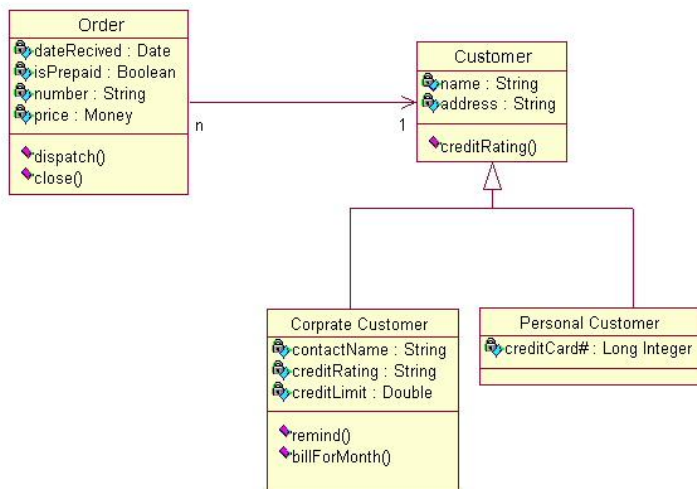 Order
dateRecived : Date
isPrepaid : Boolean
number : String
price : Money
dispatch()
close()
n
1
Customer
name : String
address : String
creditRating()
Corprate Customer
contactName : String
creditRating : String
creditLimit : Double
remind()
billForMonth()
Personal Customer
creditCard# : Long Integer